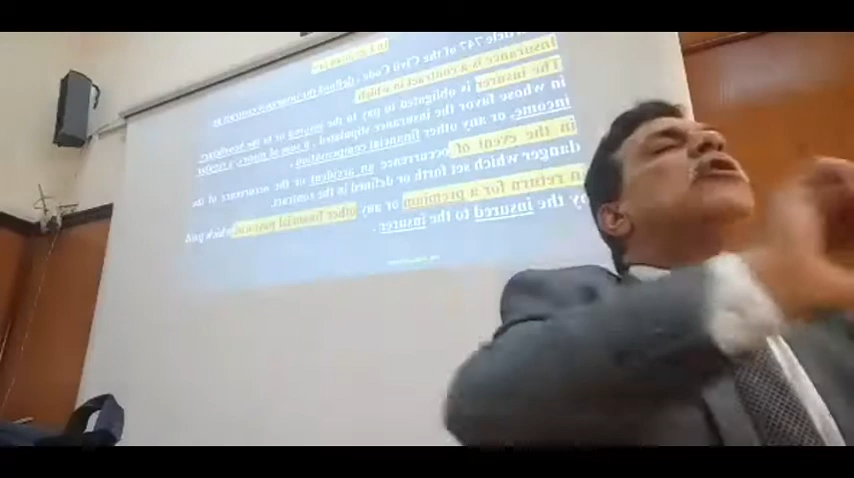 Article 747 of the Civil Code, defined the insurance contract
Insurance is a contract in which
The insurer is obligated to pay to the insured or to the beneficiary
in whose favor the insurance stipulated, a sum of money, a regular
income, or any other financial compensation,
in the event of occurrence an accident or the occurrence of the
danger which set forth or defined in the contract.
in return for a premium or any other financial payment which paid
by the insured to the insurer.